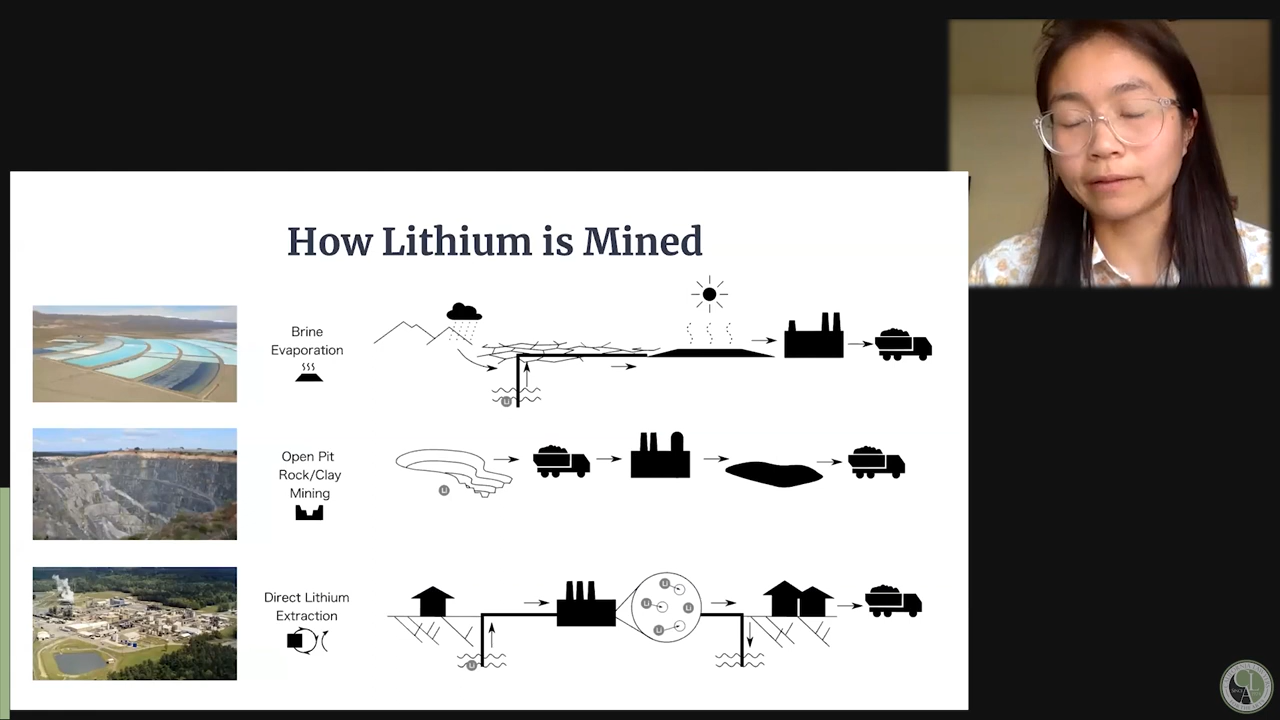 How Lithium is Mined
Brine
Evaporation
Open Pit
Rock/Clay
Mining
Direct Lithium
Extraction